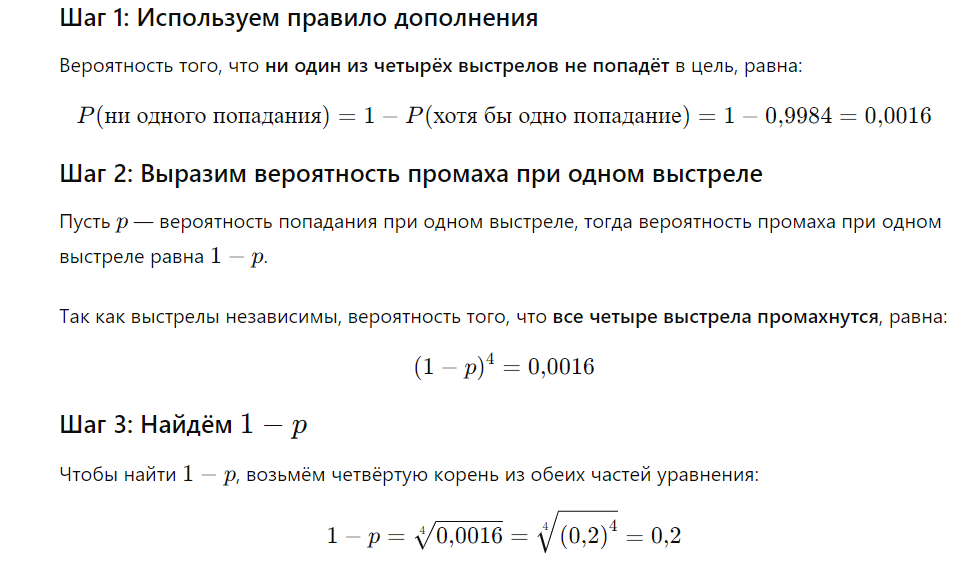 Шаг 1: Используем правило дополнения
Вероятность того, что ни один из четырёх выстрелов не попадёт в цель, равна:
P(ни одного попадания) = 1 − P(хотя бы одно попадание) = 1 − 0,9984 = 0,0016
Шаг 2: Выразим вероятность промаха при одном выстреле
Пусть p — вероятность попадания при одном выстреле, тогда вероятность промаха при одном
выстреле равна 1 − p.
Так как выстрелы независимы, вероятность того, что все четыре выстрела промахнутся, равна:
(1 − p)⁴ = 0,0016
Шаг 3: Найдём 1 − p
Чтобы найти 1 − p, возьмём четвёртую корень из обеих частей уравнения:
1 − p = ⁴√0,0016 = ⁴√(0,2)⁴ = 0,2